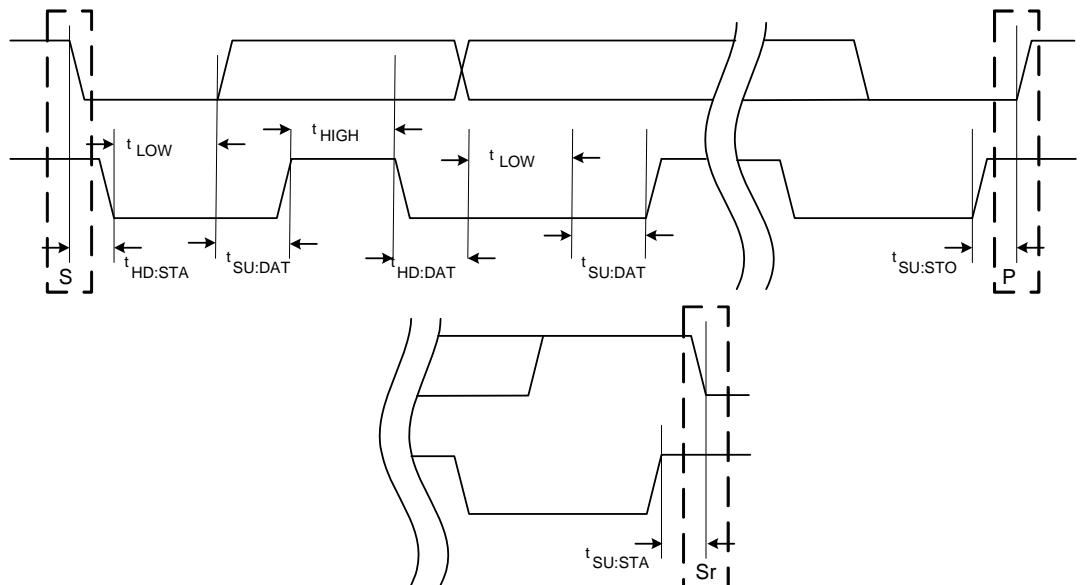 t HIGH
t LOW
t LOW
S
t HD:STA
t SU:DAT
t HD:DAT
t SU:DAT
t SU:STO
P
t SU:STA
Sr